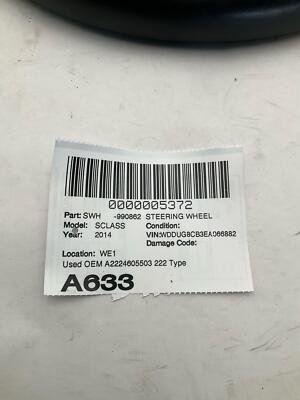 0000005372
Part: SWH -990862 STEERING WHEEL
Model: SCLASS Condition:
Year: 2014 VIN:WDDUG8CB3EA066882
Damage Code:
Location: WE1
Used OEM A2224605503 222 Type
A633